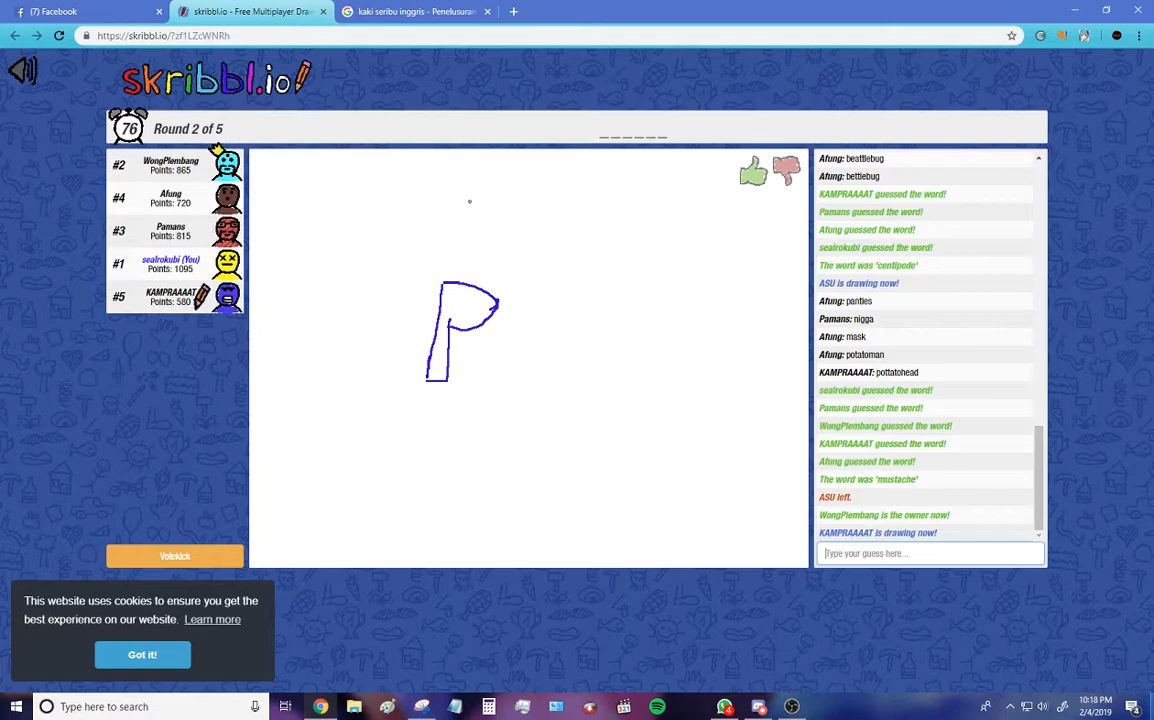 (7) Facebook
skribbl.io - Free Multiplayer Draw
kaki seribu inggris - Penelusuran
https://skribbl.io/?zf1LZcWNRh
skribbl.io
76
Round 2 of 5
#2 WongPlembang
Points: 865
#4 Afung
Points: 720
#3 Pamans
Points: 815
#1 sealrokubi (You)
Points: 1095
#5 KAMPRAAAAT
Points: 580
Votekick
Afung: beattlebug
Afung: bettlebug
KAMPRAAAAT guessed the word!
Pamans guessed the word!
Afung guessed the word!
sealrokubi guessed the word!
The word was 'centipede'
ASU is drawing now!
Afung: panties
Pamans: nigga
Afung: mask
Afung: potatoman
KAMPRAAAAT: pottatohead
sealrokubi guessed the word!
Pamans guessed the word!
WongPlembang guessed the word!
KAMPRAAAAT guessed the word!
Afung guessed the word!
The word was 'mustache'
ASU left.
WongPlembang is the owner now!
KAMPRAAAAT is drawing now!
Type your guess here...
This website uses cookies to ensure you get the
best experience on our website. Learn more
Got it!
Type here to search
4
10:18 PM
2/4/2019